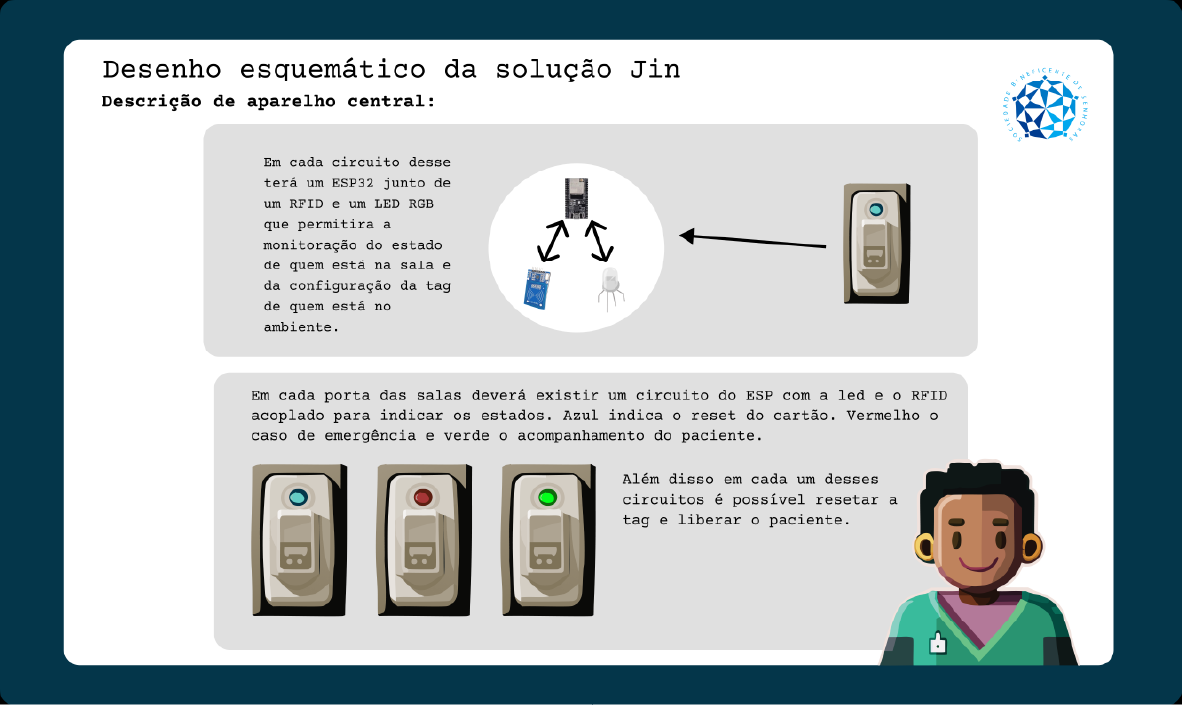 Desenho esquemático da solução Jin
Descrição de aparelho central:
SOCIEDADE BENEFICENTE DE SENHORAS
Em cada circuito desse
terá um ESP32 junto de
um RFID e um LED RGB
que permitira a
monitoração do estado
de quem está na sala e
da configuração da tag
de quem está no
ambiente.
Em cada porta das salas deverá existir um circuito do ESP com a led e o RFID
acoplado para indicar os estados. Azul indica o reset do cartão. Vermelho o
caso de emergência e verde o acompanhamento do paciente.
Além disso em cada um desses
circuitos é possível resetar a
tag e liberar o paciente.